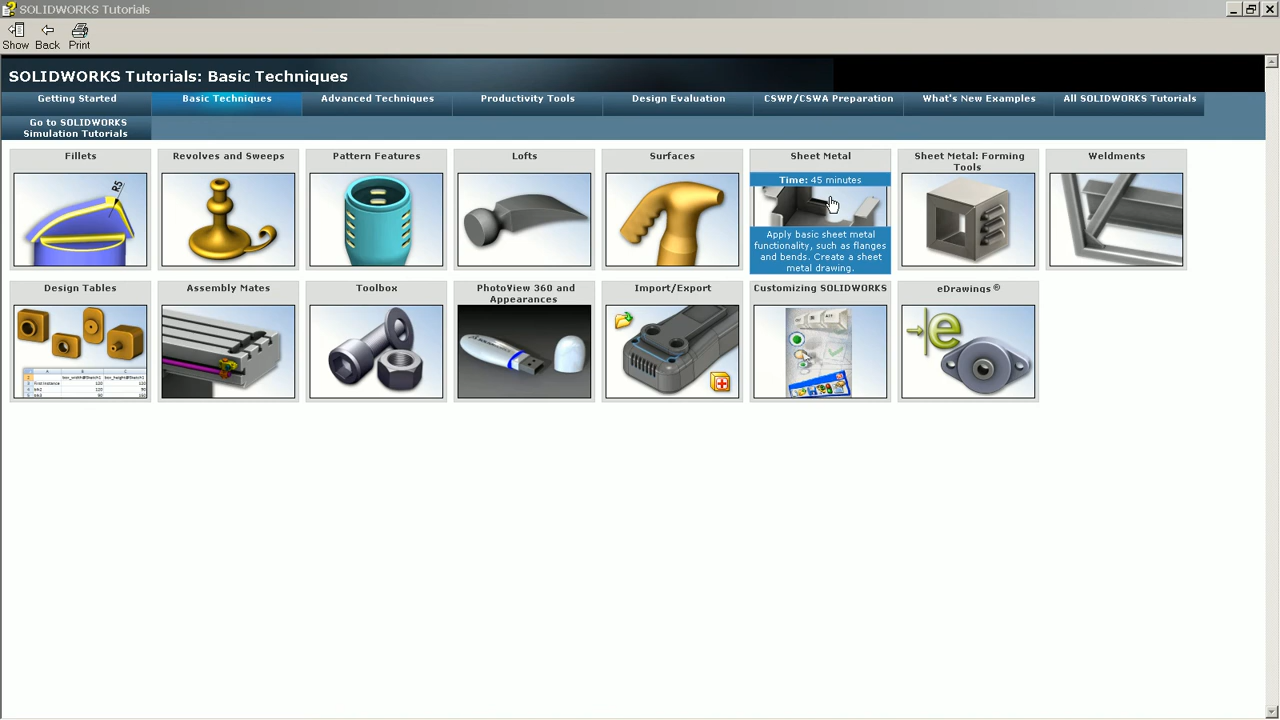 SOLIDWORKS Tutorials
Show Back Print
SOLIDWORKS Tutorials: Basic Techniques
Getting Started Basic Techniques Advanced Techniques Productivity Tools Design Evaluation CSWP/CSWA Preparation What's New Examples All SOLIDWORKS Tutorials
Go to SOLIDWORKS
Simulation Tutorials
Fillets
R5
Revolves and Sweeps
Pattern Features
Lofts
Surfaces
Sheet Metal
Time: 45 minutes
Apply basic sheet metal
functionality, such as flanges
and bends. Create a sheet
metal drawing.
Sheet Metal: Forming
Tools
Weldments
Design Tables
Assembly Mates
Toolbox
PhotoView 360 and
Appearances
Import/Export
Customizing SOLIDWORKS
eDrawings ®
e